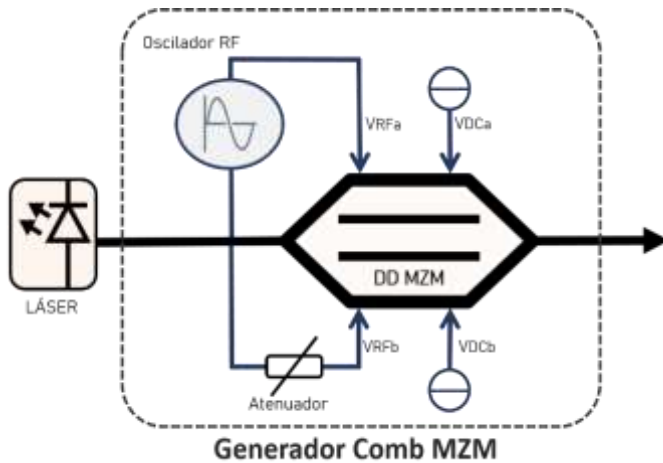 Oscilador RF
VRFa
VDCa
DD MZM
LÁSER
VRFb
VDCb
Atenuador
Generador Comb MZM